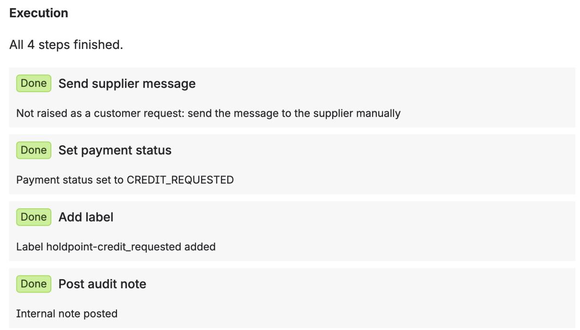 Execution
All 4 steps finished.
Done Send supplier message
Not raised as a customer request: send the message to the supplier manually
Done Set payment status
Payment status set to CREDIT_REQUESTED
Done Add label
Label holdpoint-credit_requested added
Done Post audit note
Internal note posted